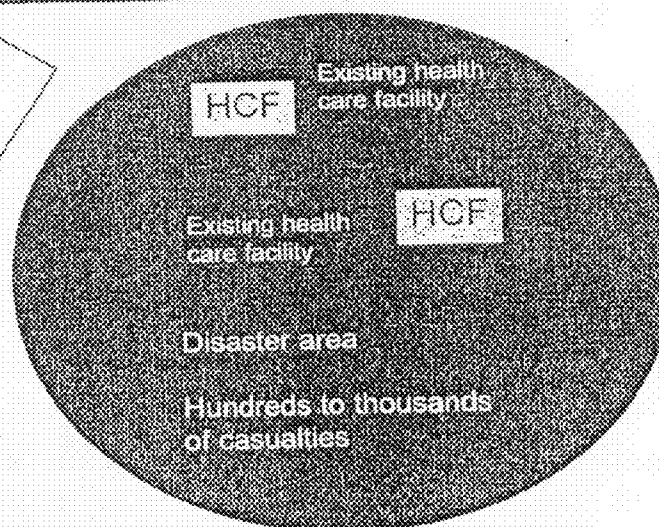 HCF
Existing health
care facility
Existing health
care facility
HCF
Disaster area
Hundreds to thousands
of casualties